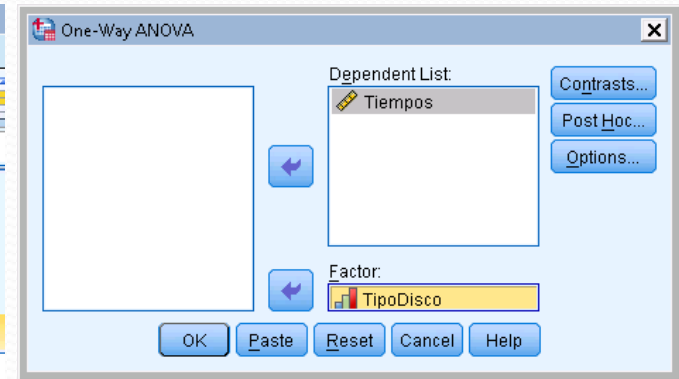 One-Way ANOVA
Dependent List:
Tiempos
Contrasts...
Post Hoc...
Options...
Factor:
TipoDisco
OK Paste Reset Cancel Help